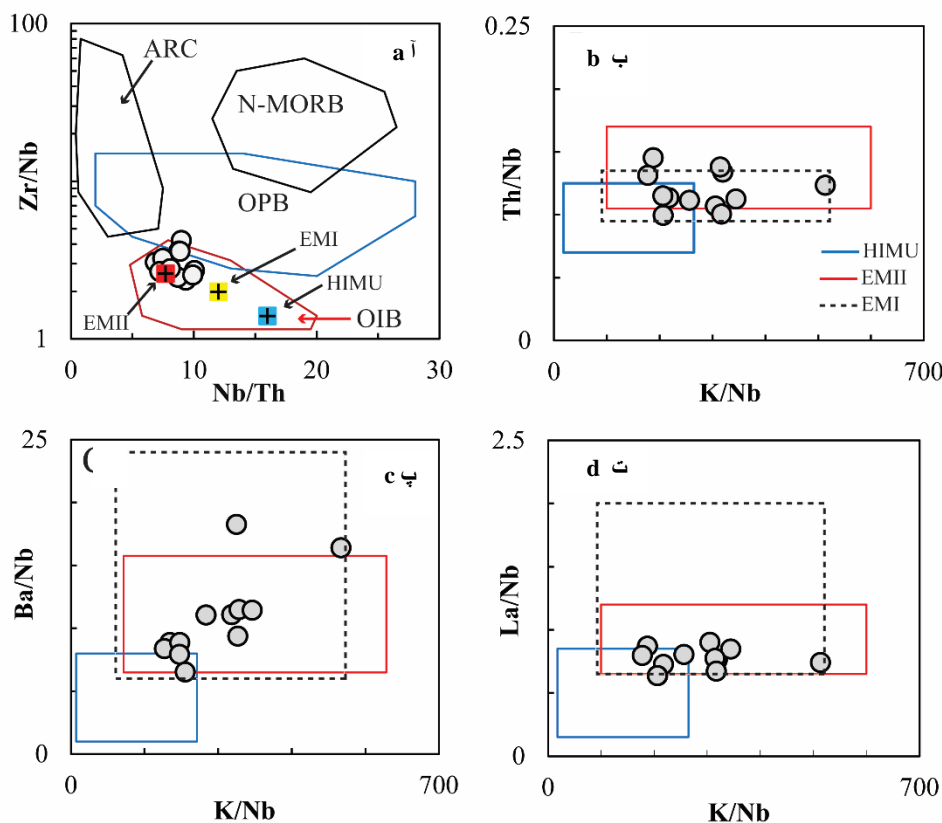 100
a آ
ARC
N-MORB
OPB
EMI
HIMU
EMII
OIB
Zr/Nb
1
0
10
20
30
Nb/Th
0.25
b ب
Th/Nb
HIMU
EMII
EMI
0
0
700
K/Nb
25
(
c پ
Ba/Nb
0
0
700
K/Nb
2.5
d ت
La/Nb
0
0
700
K/Nb